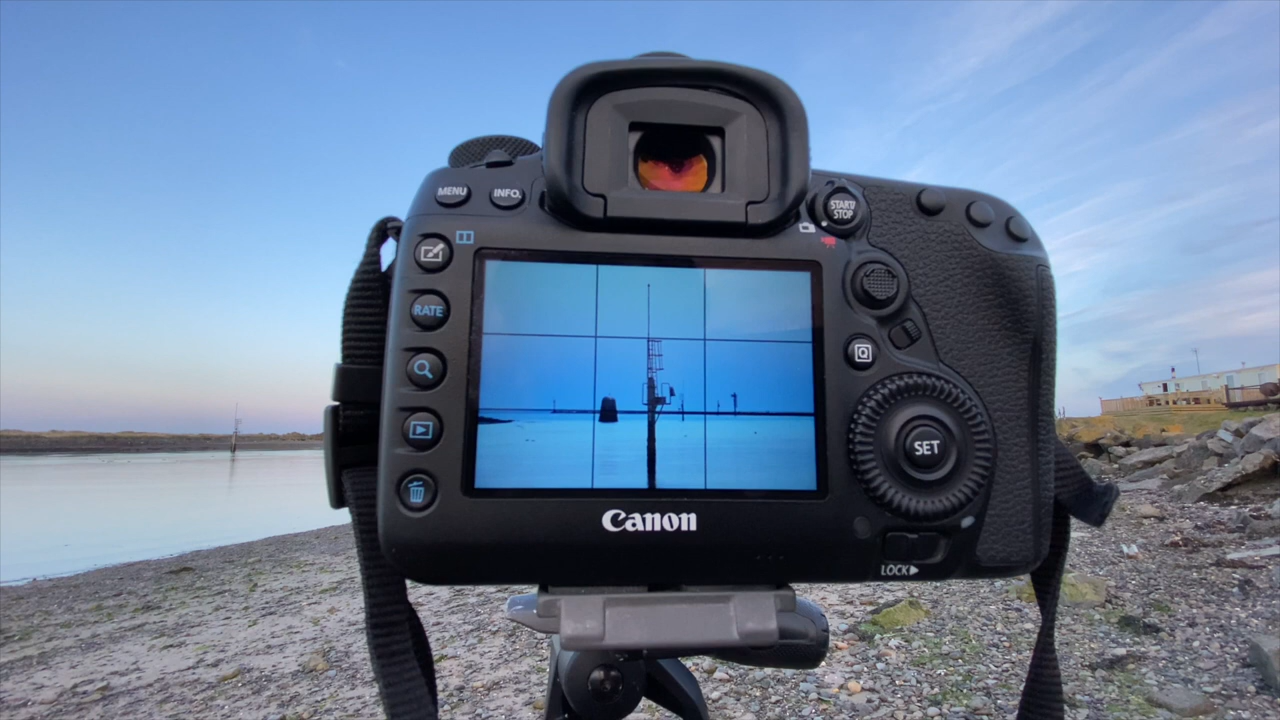 MENU
INFO.
START/
STOP
RATE
Q
SET
Canon
LOCK